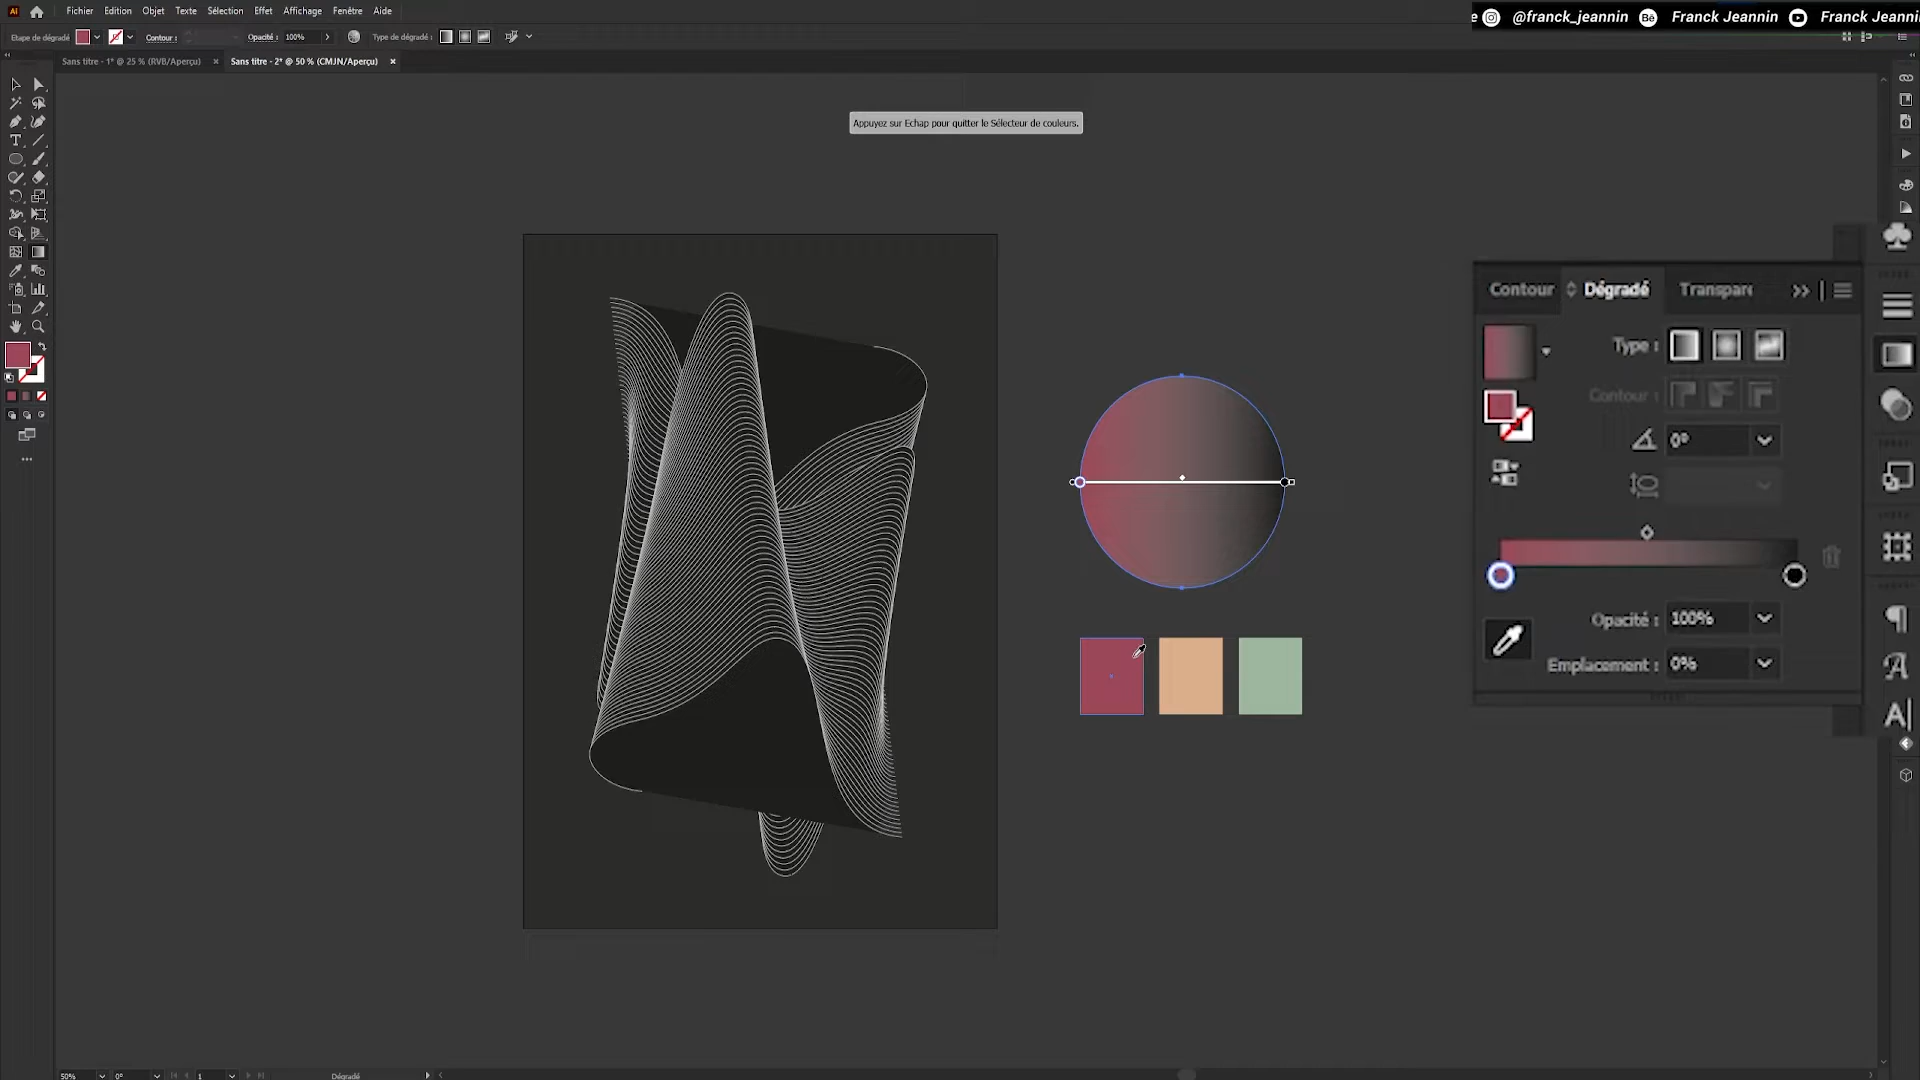 Ai
Fichier Edition Objet Texte Sélection Effet Affichage Fenêtre Aide
e @franck_jeannin Bē Franck Jeannin Franck Jeannin
Etape de dégradé Contour : Opacité : 100% Type de dégradé :
Sans titre - 1* @ 25 % (RVB/Aperçu) × Sans titre - 2* @ 50 % (CMJN/Aperçu) ×
Appuyez sur Echap pour quitter le Sélecteur de couleurs.
Contour Dégradé Transpare
Type :
Contour :
0°
Opacité : 100%
Emplacement : 0%
50% 0° 1 Dégradé